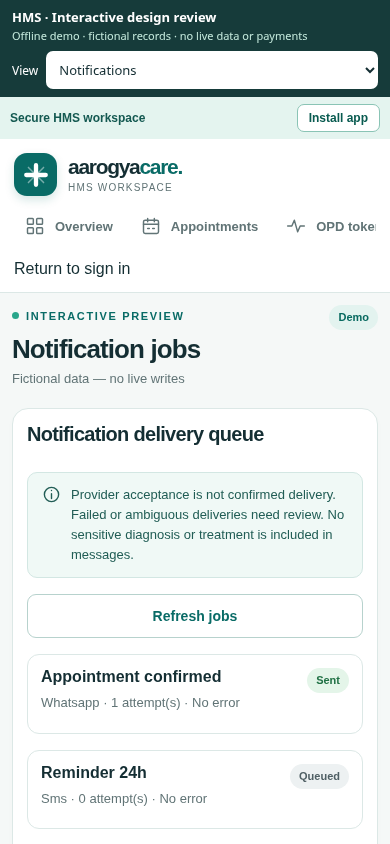 HMS · Interactive design review
Offline demo · fictional records · no live data or payments
View
Notifications
Secure HMS workspace
Install app
aarogyacare.
HMS WORKSPACE
Overview
Appointments
OPD token
Return to sign in
INTERACTIVE PREVIEW
Demo
Notification jobs
Fictional data — no live writes
Notification delivery queue
Provider acceptance is not confirmed delivery.
Failed or ambiguous deliveries need review. No
sensitive diagnosis or treatment is included in
messages.
Refresh jobs
Appointment confirmed
Sent
Whatsapp · 1 attempt(s) · No error
Reminder 24h
Queued
Sms · 0 attempt(s) · No error